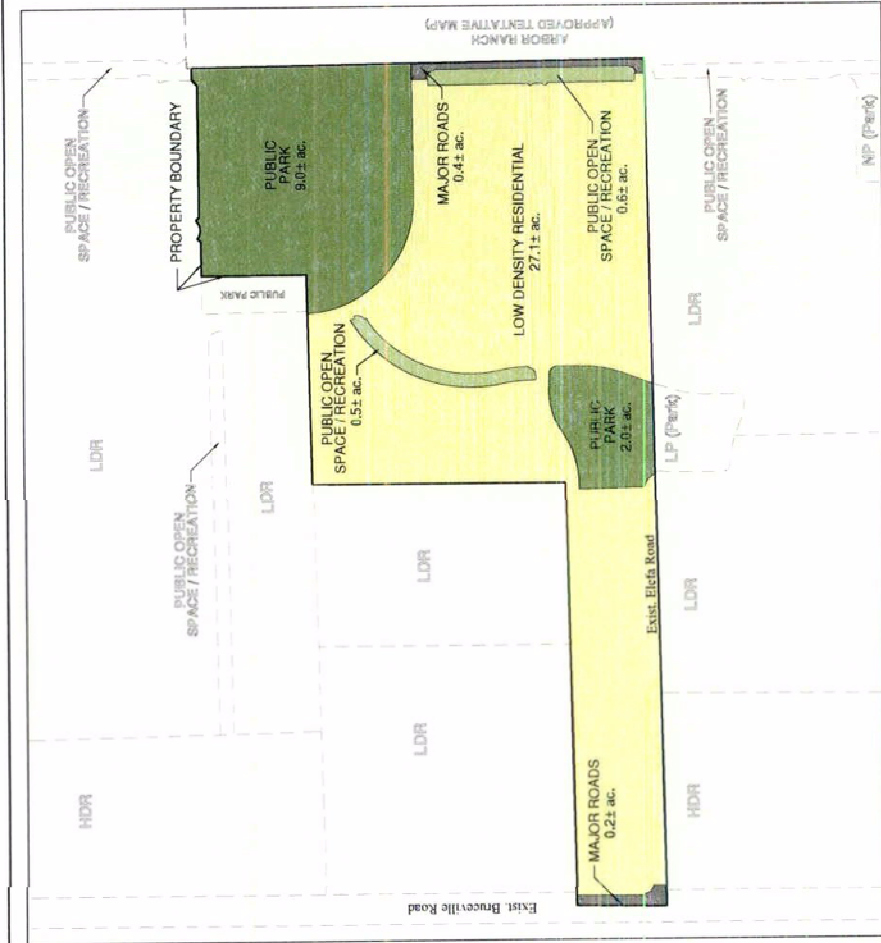 ARBOR RANCH
(APPROVED TENTATIVE MAP)
PUBLIC OPEN
SPACE / RECREATION
PROPERTY BOUNDARY
PUBLIC
PARK
9.0± ac.
MAJOR ROADS
0.4± ac.
PUBLIC OPEN
SPACE / RECREATION
0.6± ac.
PUBLIC OPEN
SPACE / RECREATION
NP (Park)
PUBLIC PARK
LOW DENSITY RESIDENTIAL
27.1± ac.
LDR
PUBLIC OPEN
SPACE / RECREATION
0.5± ac.
PUBLIC
PARK
2.0± ac.
LP (Park)
LDR
PUBLIC OPEN
SPACE / RECREATION
LDR
LDR
Exist. Elefa Road
LDR
LDR
HDR
MAJOR ROADS
0.2± ac.
HDR
Exist. Bruceville Road